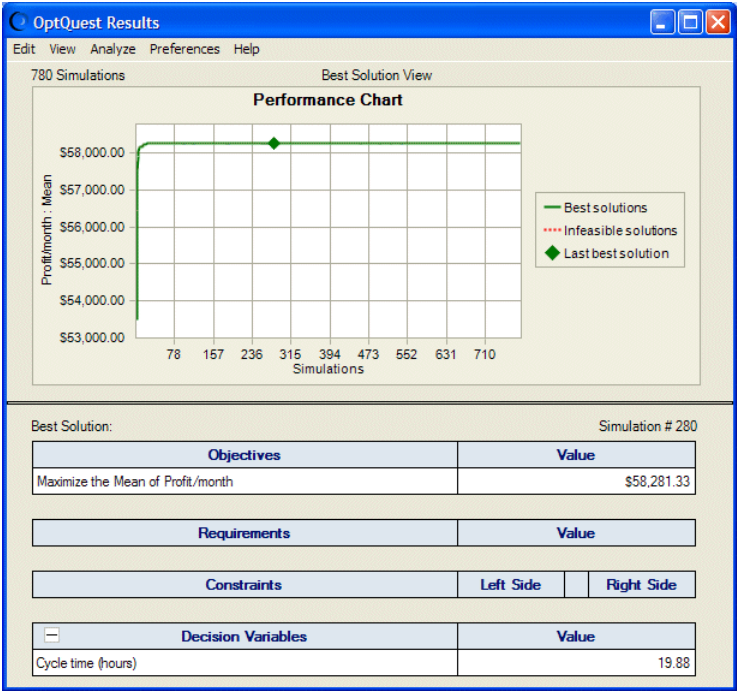 OptQuest Results
Edit View Analyze Preferences Help
780 Simulations Best Solution View
Performance Chart
Profit/month : Mean
$58,000.00
$57,000.00
$56,000.00
$55,000.00
$54,000.00
$53,000.00
78 157 236 315 394 473 552 631 710
Simulations
Best solutions
Infeasible solutions
Last best solution
Best Solution: Simulation # 280
Objectives Value
Maximize the Mean of Profit/month $58,281.33
Requirements Value
Constraints Left Side Right Side
Decision Variables Value
Cycle time (hours) 19.88